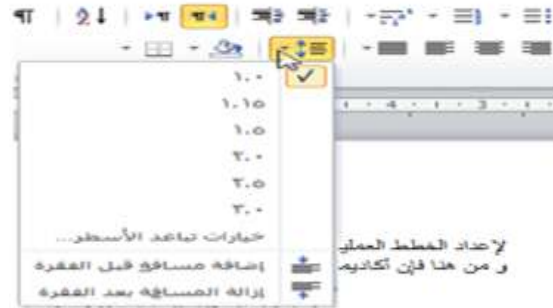 ١.٠
١.١٥
١.٥
٢.٠
٢.٥
٣.٠
خيارات تباعد الأسطر...
إضافة مسافة قبل الفقرة
إزالة المسافة بعد الفقرة
لإعداد الخطط العملي
و من هنا فإن أكاديم